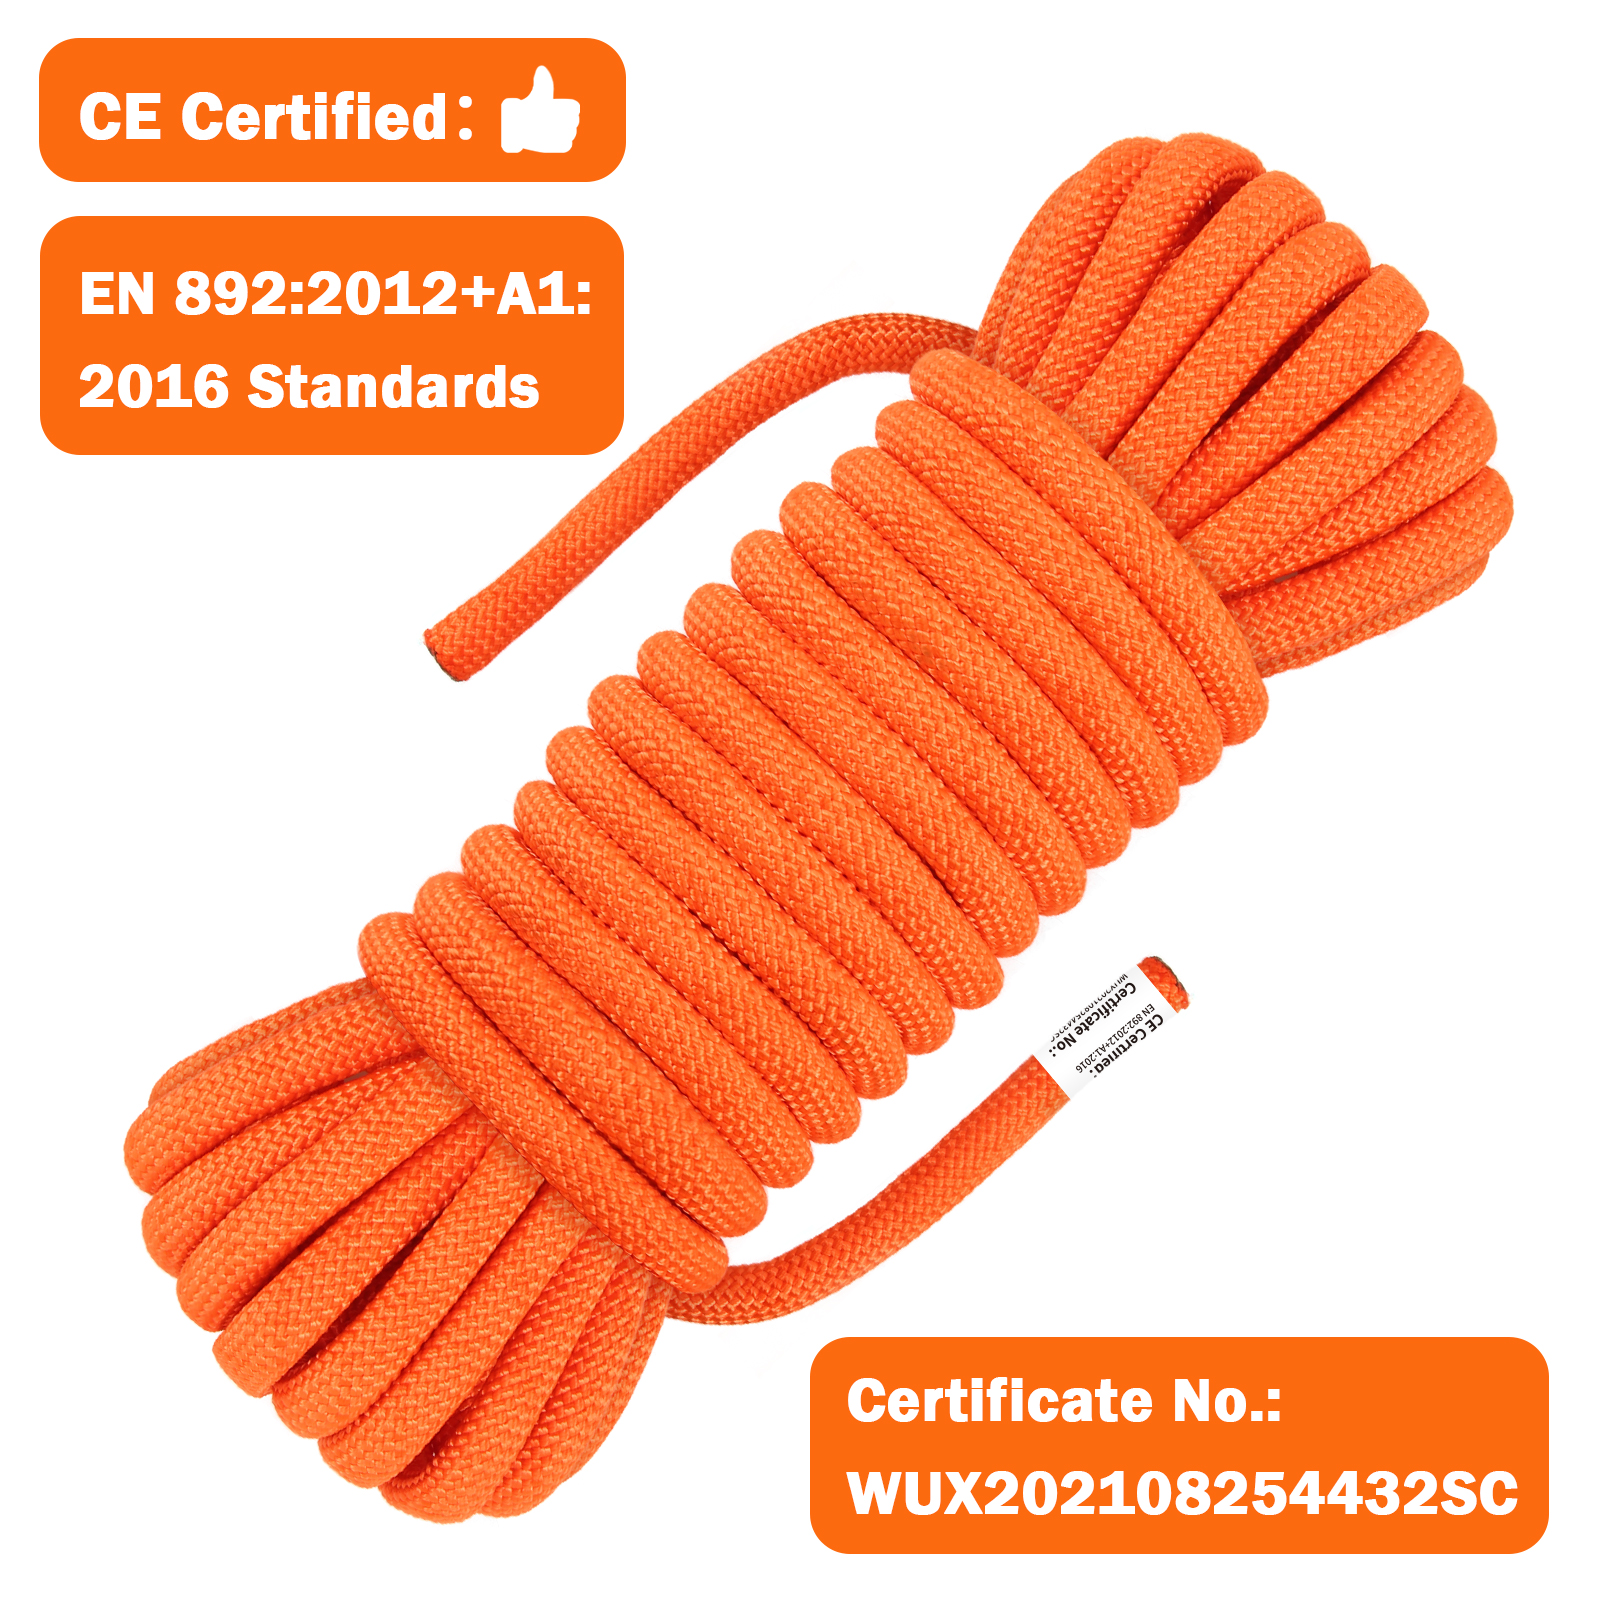 CE Certified:
EN 892:2012+A1:
2016 Standards
CE Certified:
EN 892:2012+A1:2016
Certificate No.:
Certificate No.:
WUX202108254432SC